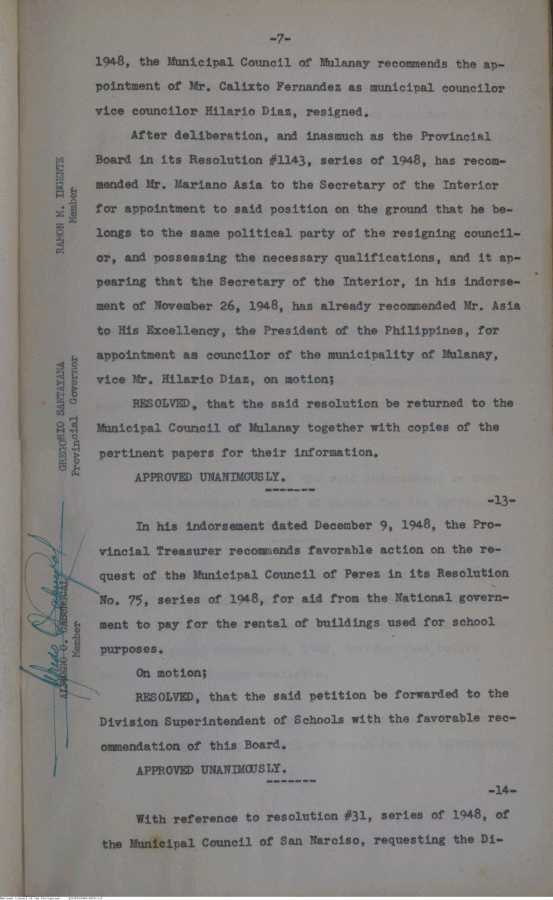 -7-
1948, the Municipal Council of Mulanay recommends the ap-
pointment of Mr. Calixto Fernandez as municipal councilor
vice councilor Hilario Diaz, resigned.
After deliberation, and inasmuch as the Provincial
Board in its Resolution #1143, series of 1948, has recom-
mended Mr. Mariano Asia to the Secretary of the Interior
for appointment to said position on the ground that he be-
longs to the same political party of the resigning council-
or, and possessing the necessary qualifications, and it ap-
pearing that the Secretary of the Interior, in his indorse-
ment of November 26, 1948, has already recommended Mr. Asia
to His Excellency, the President of the Philippines, for
appointment as councilor of the municipality of Mulanay,
vice Mr. Hilario Diaz, on motion;
RESOLVED, that the said resolution be returned to the
Municipal Council of Mulanay together with copies of the
pertinent papers for their information.
APPROVED UNANIMOUSLY.
-13-
In his indorsement dated December 9, 1948, the Pro-
vincial Treasurer recommends favorable action on the re-
quest of the Municipal Council of Perez in its Resolution
No. 75, series of 1948, for aid from the National govern-
ment to pay for the rental of buildings used for school
purposes.
On motion;
RESOLVED, that the said petition be forwarded to the
Division Superintendent of Schools with the favorable rec-
ommendation of this Board.
APPROVED UNANIMOUSLY.
-14-
With reference to resolution #31, series of 1948, of
the Municipal Council of San Narciso, requesting the Di-
RAMON M. INGENTE
Member
GREGORIO SANTAYANA
Provincial Governor
Member